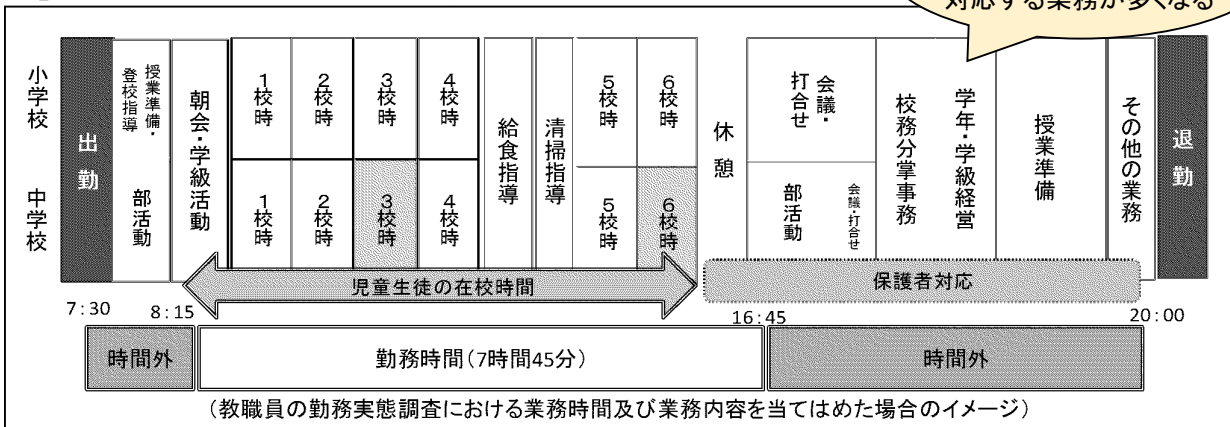 対応する業務が多くなる
小学校
中学校
出勤
授業準備・
登校指導
部活動
朝会・学級活動
1校時
2校時
3校時
4校時
1校時
2校時
3校時
4校時
給食指導
清掃指導
5校時
6校時
5校時
6校時
休憩
会議・
打合せ
部活動
会議・打合せ
校務分掌事務
学年・学級経営
授業準備
その他の業務
退勤
児童生徒の在校時間
保護者対応
7:30
8:15
16:45
20:00
時間外
勤務時間(7時間45分)
時間外
(教職員の勤務実態調査における業務時間及び業務内容を当てはめた場合のイメージ)